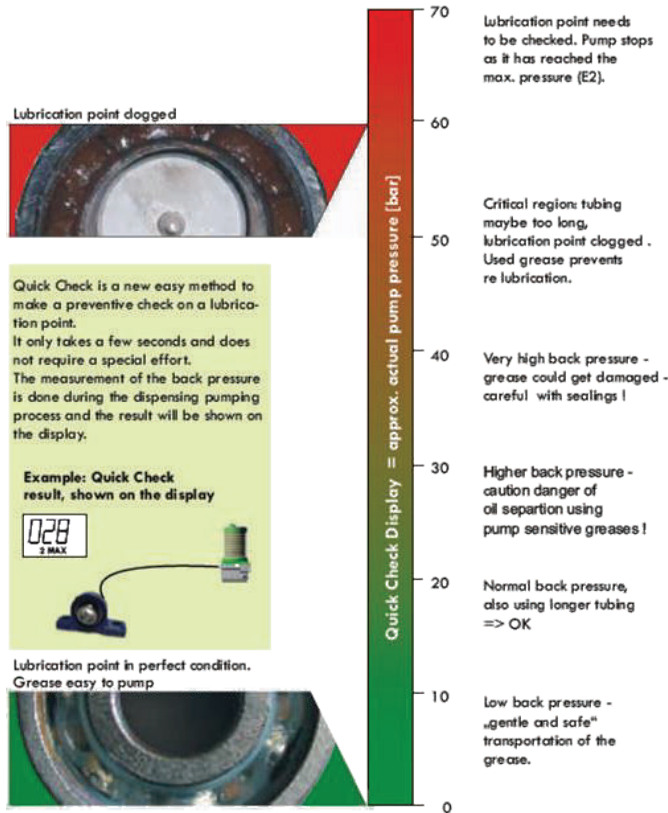 70
Lubrication point needs
to be checked. Pump stops
as it has reached the
max. pressure (E2).
Lubrication point clogged
60
Critical region: tubing
maybe too long,
lubrication point clogged .
Used grease prevents
re lubrication.
50
Quick Check is a new easy method to
make a preventive check on a lubrica-
tion point.
It only takes a few seconds and does
not require a special effort.
The measurement of the back pressure
is done during the dispensing pumping
process and the result will be shown on
the display.
Example: Quick Check
result, shown on the display
028
2 MAX
Quick Check Display = approx. actual pump pressure [bar]
40
Very high back pressure -
grease could get damaged -
careful with sealings !
30
Higher back pressure -
caution danger of
oil separtion using
pump sensitive greases !
20
Normal back pressure,
also using longer tubing
=> OK
Lubrication point in perfect condition.
Grease easy to pump
10
Low back pressure -
„gentle and safe“
transportation of the
grease.
0